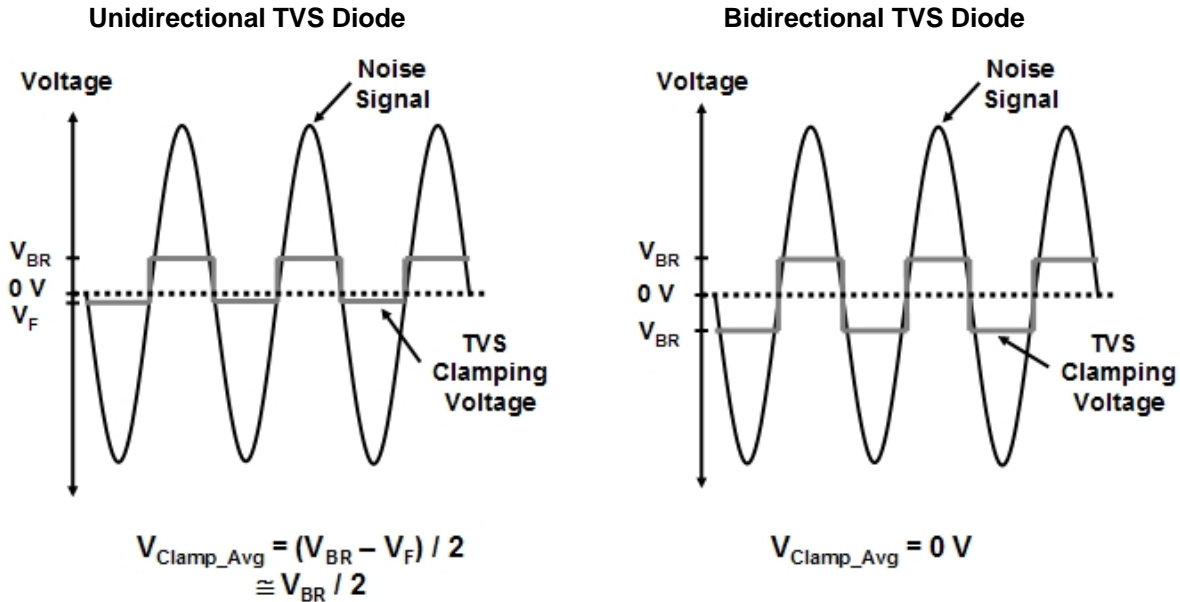 Unidirectional TVS Diode
Voltage
Noise
Signal
V_BR
0 V
V_F
TVS
Clamping
Voltage
V_Clamp_Avg = (V_BR – V_F) / 2
≅ V_BR / 2
Bidirectional TVS Diode
Voltage
Noise
Signal
V_BR
0 V
V_BR
TVS
Clamping
Voltage
V_Clamp_Avg = 0 V